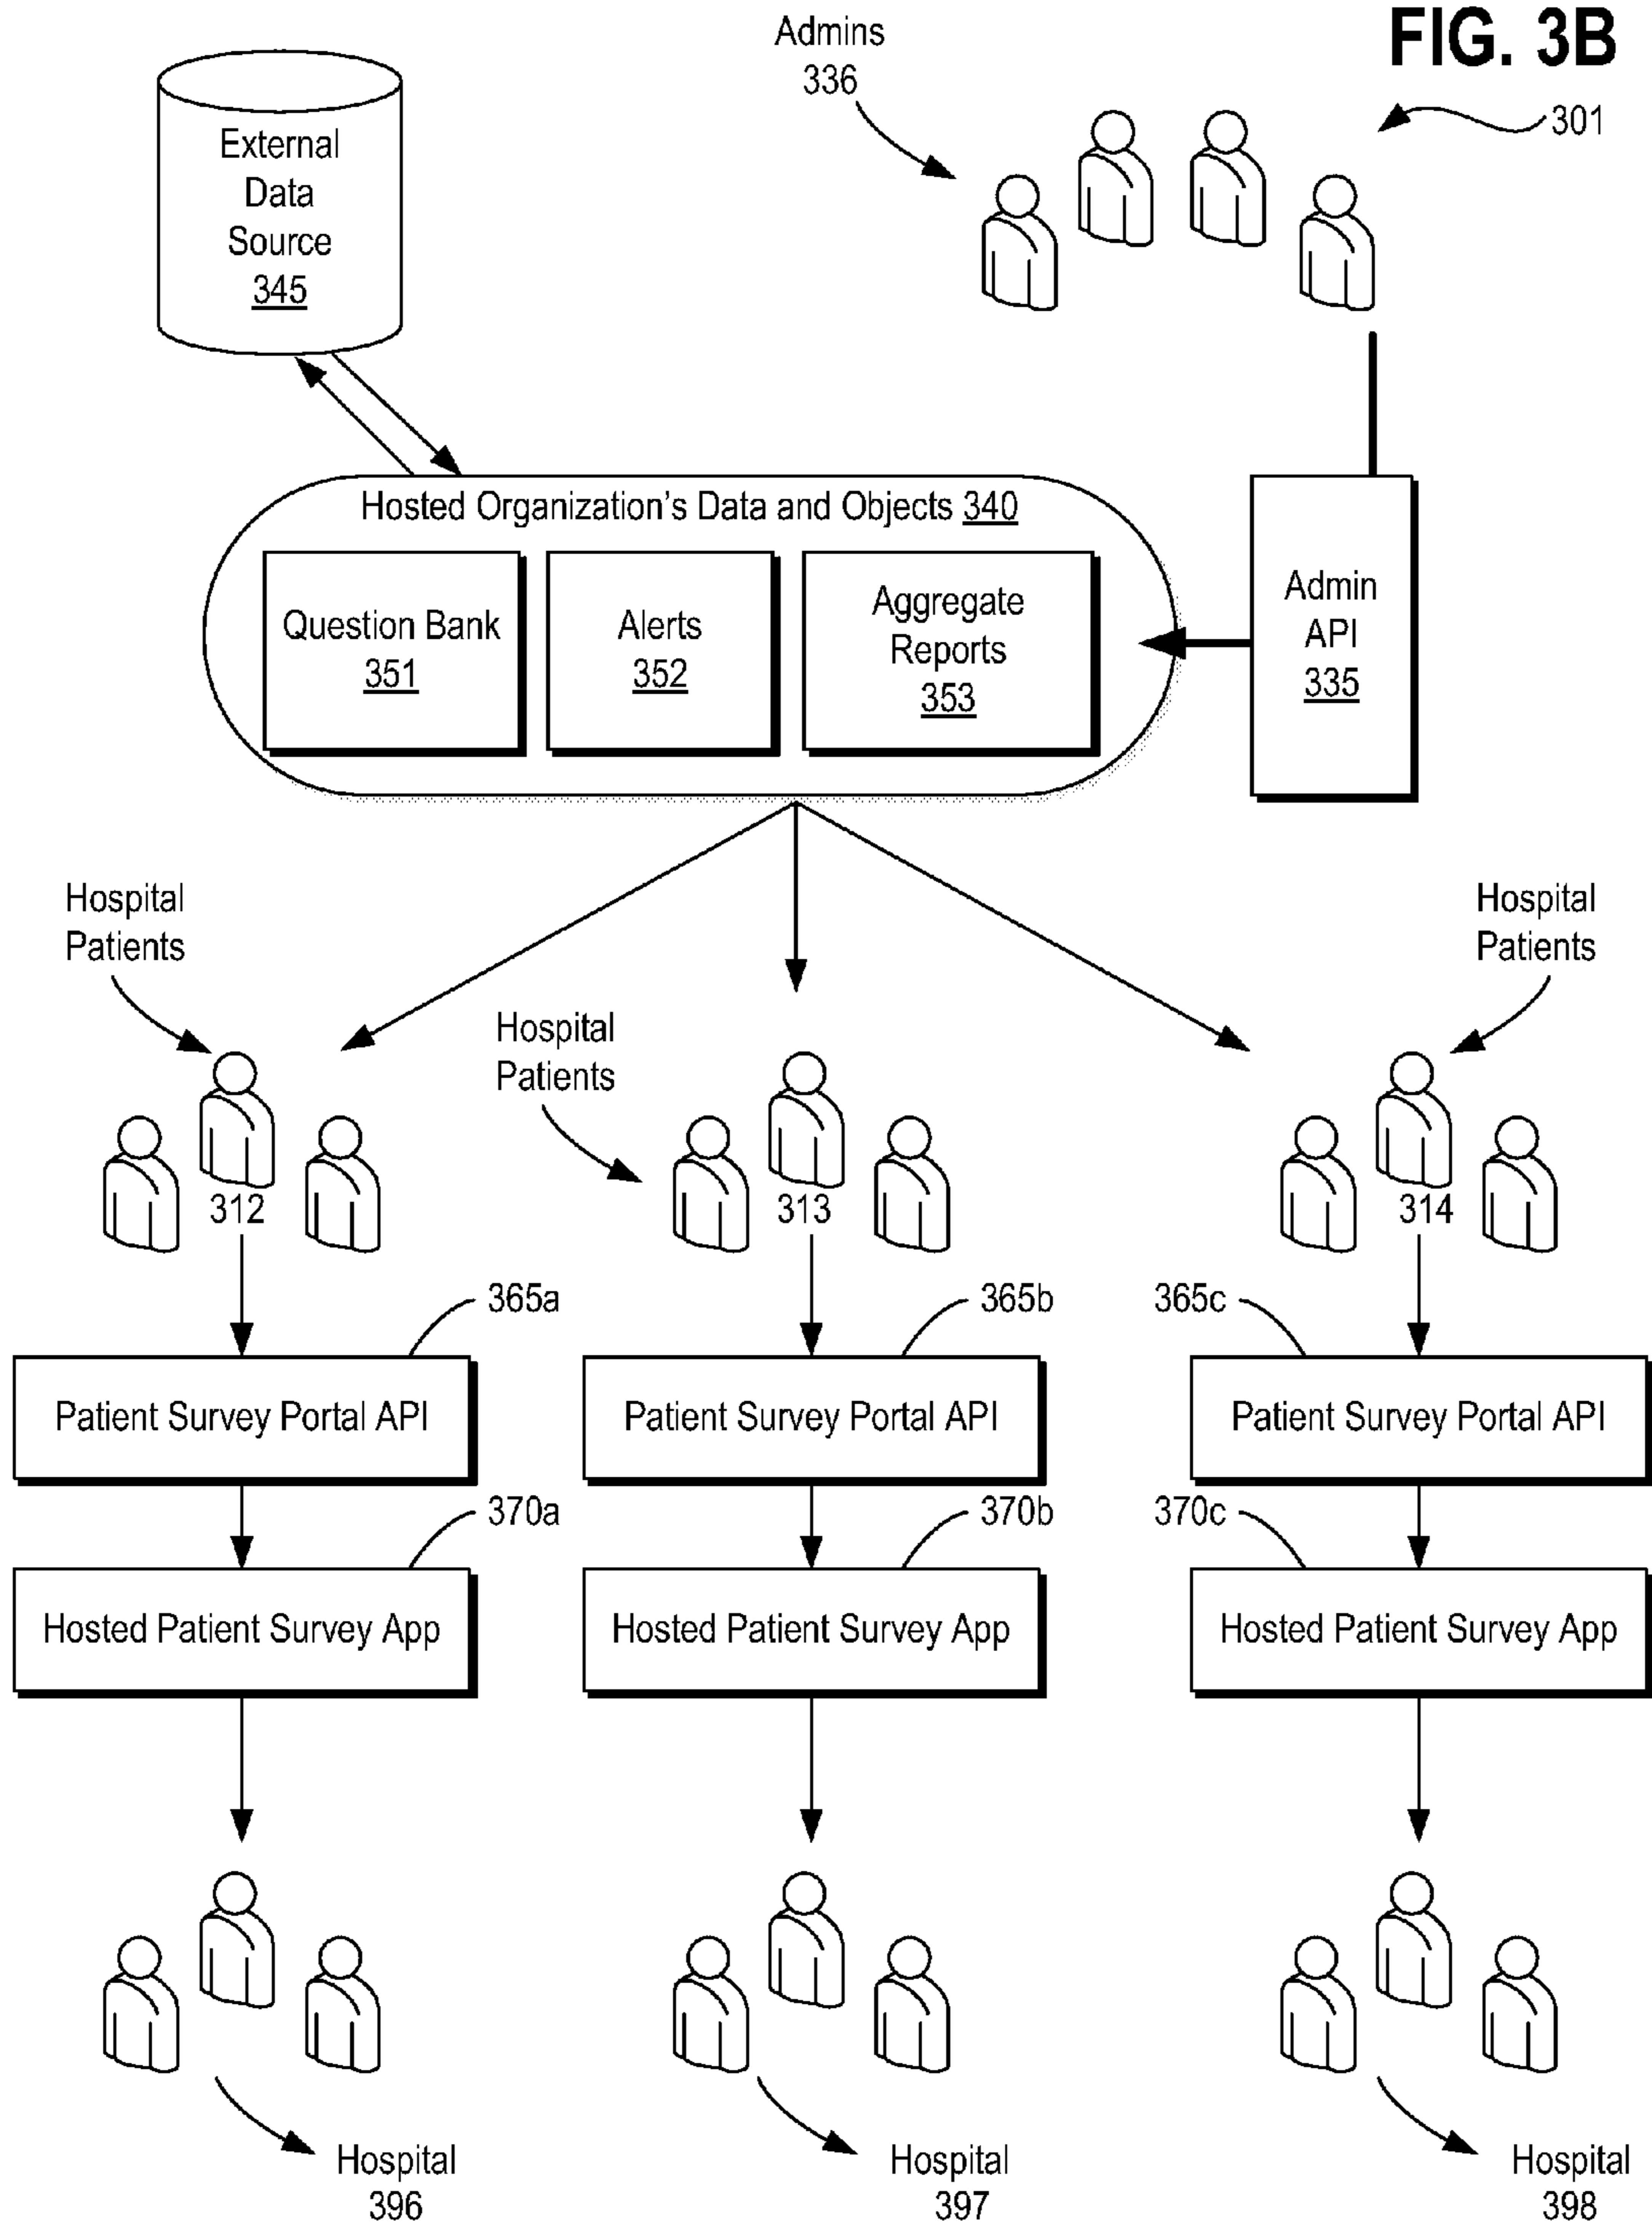 FIG. 3B
Admins
336
301
External
Data
Source
345
Hosted Organization's Data and Objects 340
Question Bank
351
Alerts
352
Aggregate
Reports
353
Admin
API
335
Hospital
Patients
Hospital
Patients
Hospital
Patients
312
313
314
365a
365b
365c
Patient Survey Portal API
Patient Survey Portal API
Patient Survey Portal API
370a
370b
370c
Hosted Patient Survey App
Hosted Patient Survey App
Hosted Patient Survey App
Hospital
396
Hospital
397
Hospital
398